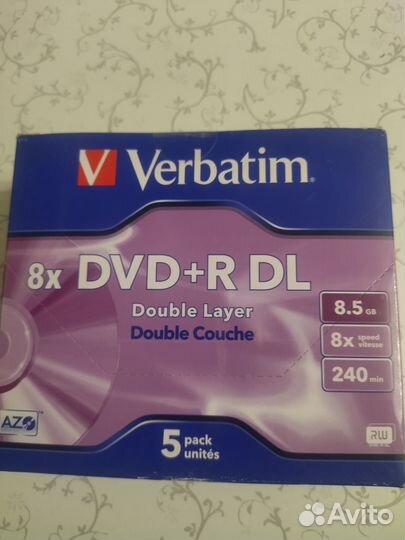 Verbatim
8x DVD+R DL
Double Layer
Double Couche
8.5 GB
8x speed vitesse
240 min
AZO
5 pack unités
RW
Avito